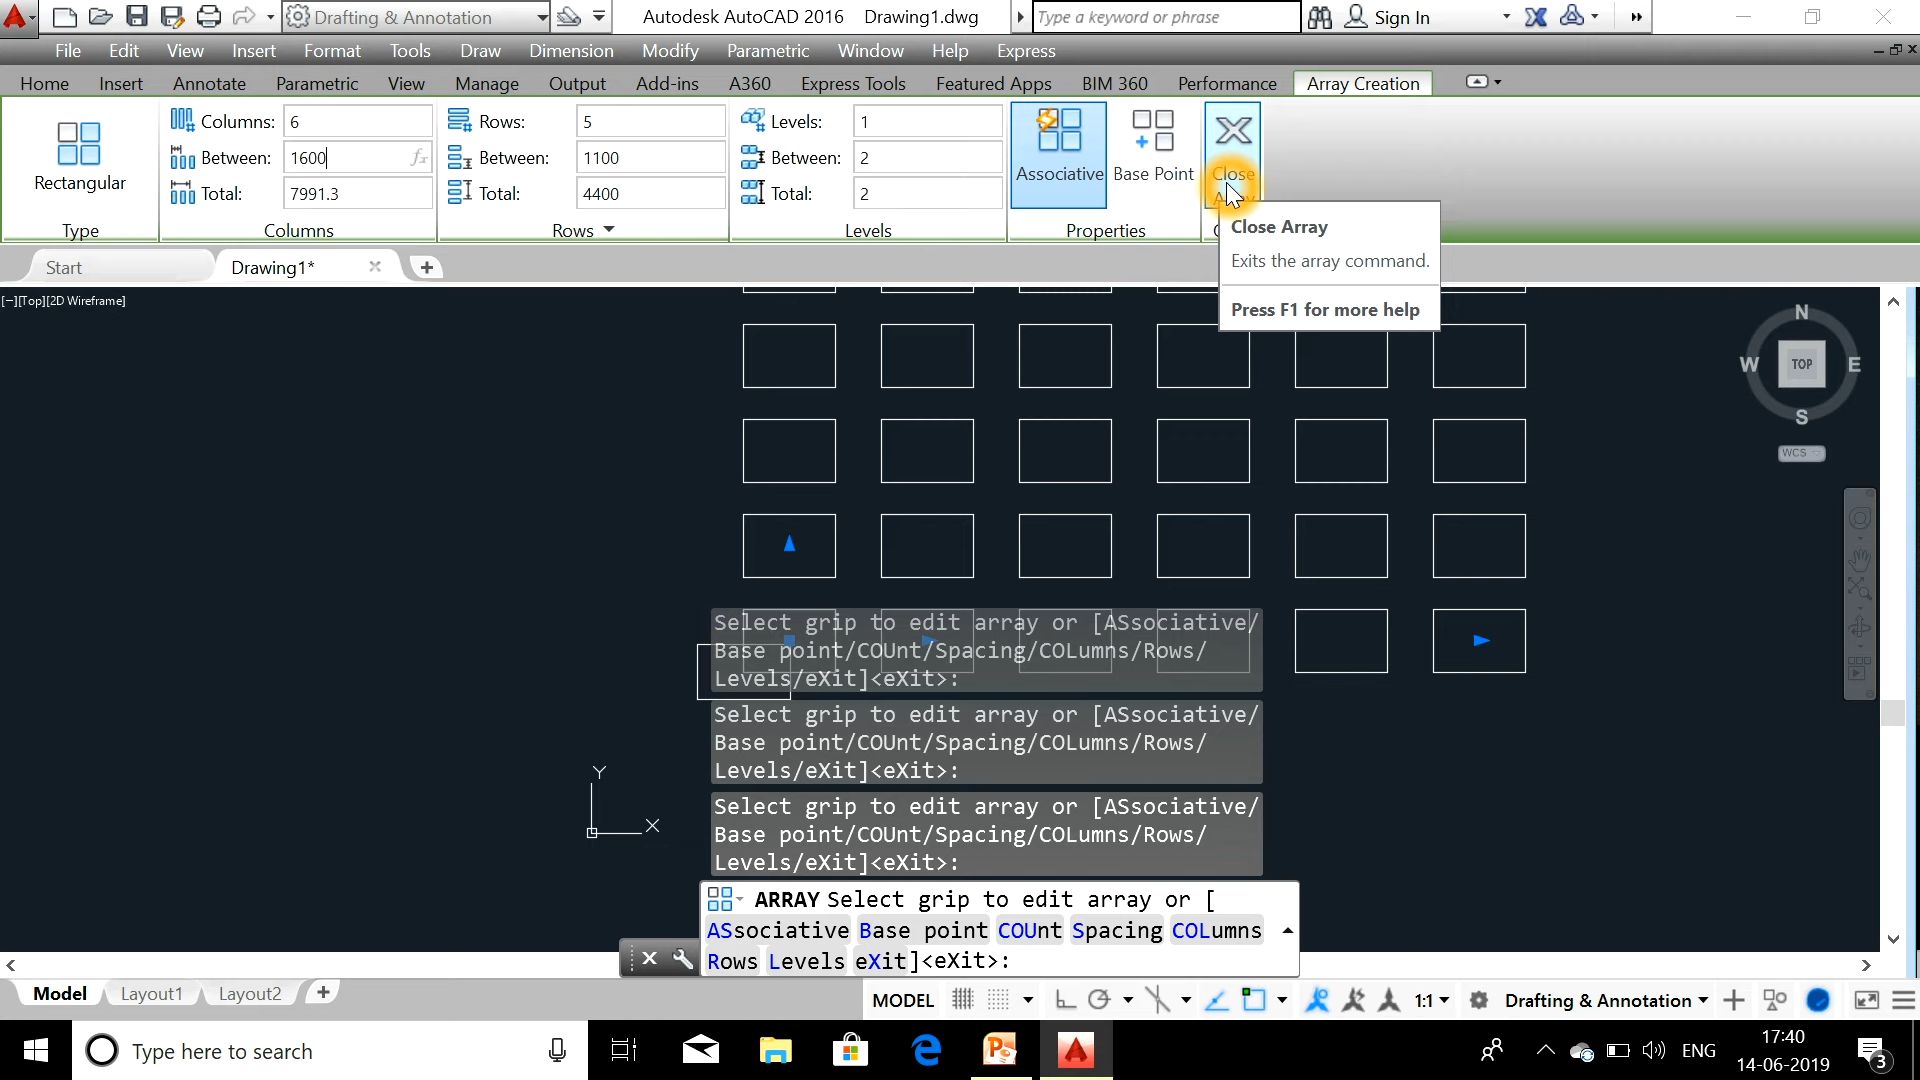 Drafting & Annotation
Autodesk AutoCAD 2016 Drawing1.dwg
Type a keyword or phrase
Sign In
File Edit View Insert Format Tools Draw Dimension Modify Parametric Window Help Express
Home Insert Annotate Parametric View Manage Output Add-ins A360 Express Tools Featured Apps BIM 360 Performance Array Creation
Columns: 6 Rows: 5 Levels: 1
Between: 1600 fx Between: 1100 Between: 2
Total: 7991.3 Total: 4400 Total: 2
Rectangular
Associative Base Point Close
Array
Type Columns Rows Levels Properties
Close Array
Exits the array command.
Press F1 for more help
Start Drawing1*
[−][Top][2D Wireframe]
N
W TOP E
S
WCS
Select grip to edit array or [ASsociative/
Base point/COUnt/Spacing/COLumns/Rows/
Levels/eXit]<eXit>:
Select grip to edit array or [ASsociative/
Base point/COUnt/Spacing/COLumns/Rows/
Levels/eXit]<eXit>:
Select grip to edit array or [ASsociative/
Base point/COUnt/Spacing/COLumns/Rows/
Levels/eXit]<eXit>:
Y
X
ARRAY Select grip to edit array or [
ASsociative Base point COUnt Spacing COLumns
Rows Levels eXit]<eXit>:
Model Layout1 Layout2
MODEL 1:1 Drafting & Annotation
Type here to search
ENG
17:40
14-06-2019
3